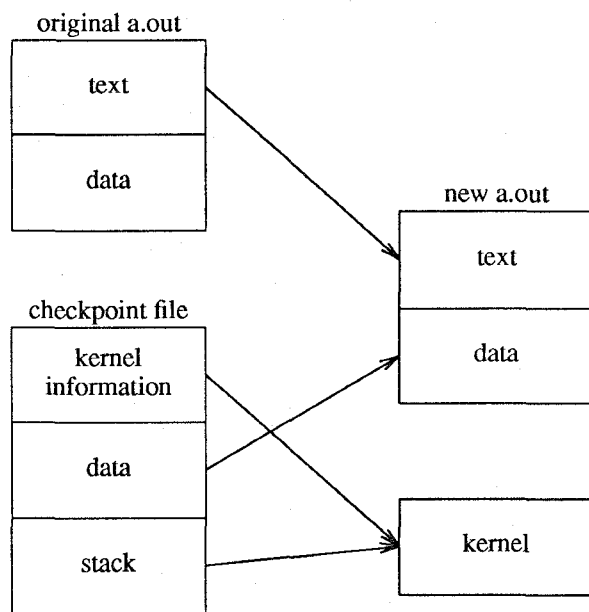 original a.out
text
data
checkpoint file
kernel
information
data
stack
new a.out
text
data
kernel